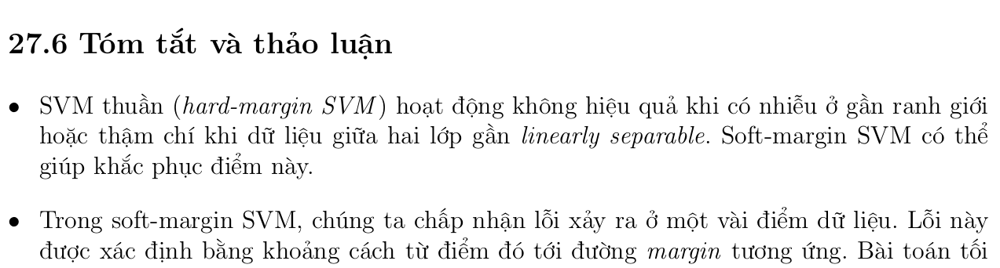 27.6 Tóm tắt và thảo luận
• SVM thuần (hard-margin SVM) hoạt động không hiệu quả khi có nhiễu ở gần ranh giới
hoặc thậm chí khi dữ liệu giữa hai lớp gần linearly separable. Soft-margin SVM có thể
giúp khắc phục điểm này.
• Trong soft-margin SVM, chúng ta chấp nhận lỗi xảy ra ở một vài điểm dữ liệu. Lỗi này
được xác định bằng khoảng cách từ điểm đó tới đường margin tương ứng. Bài toán tối